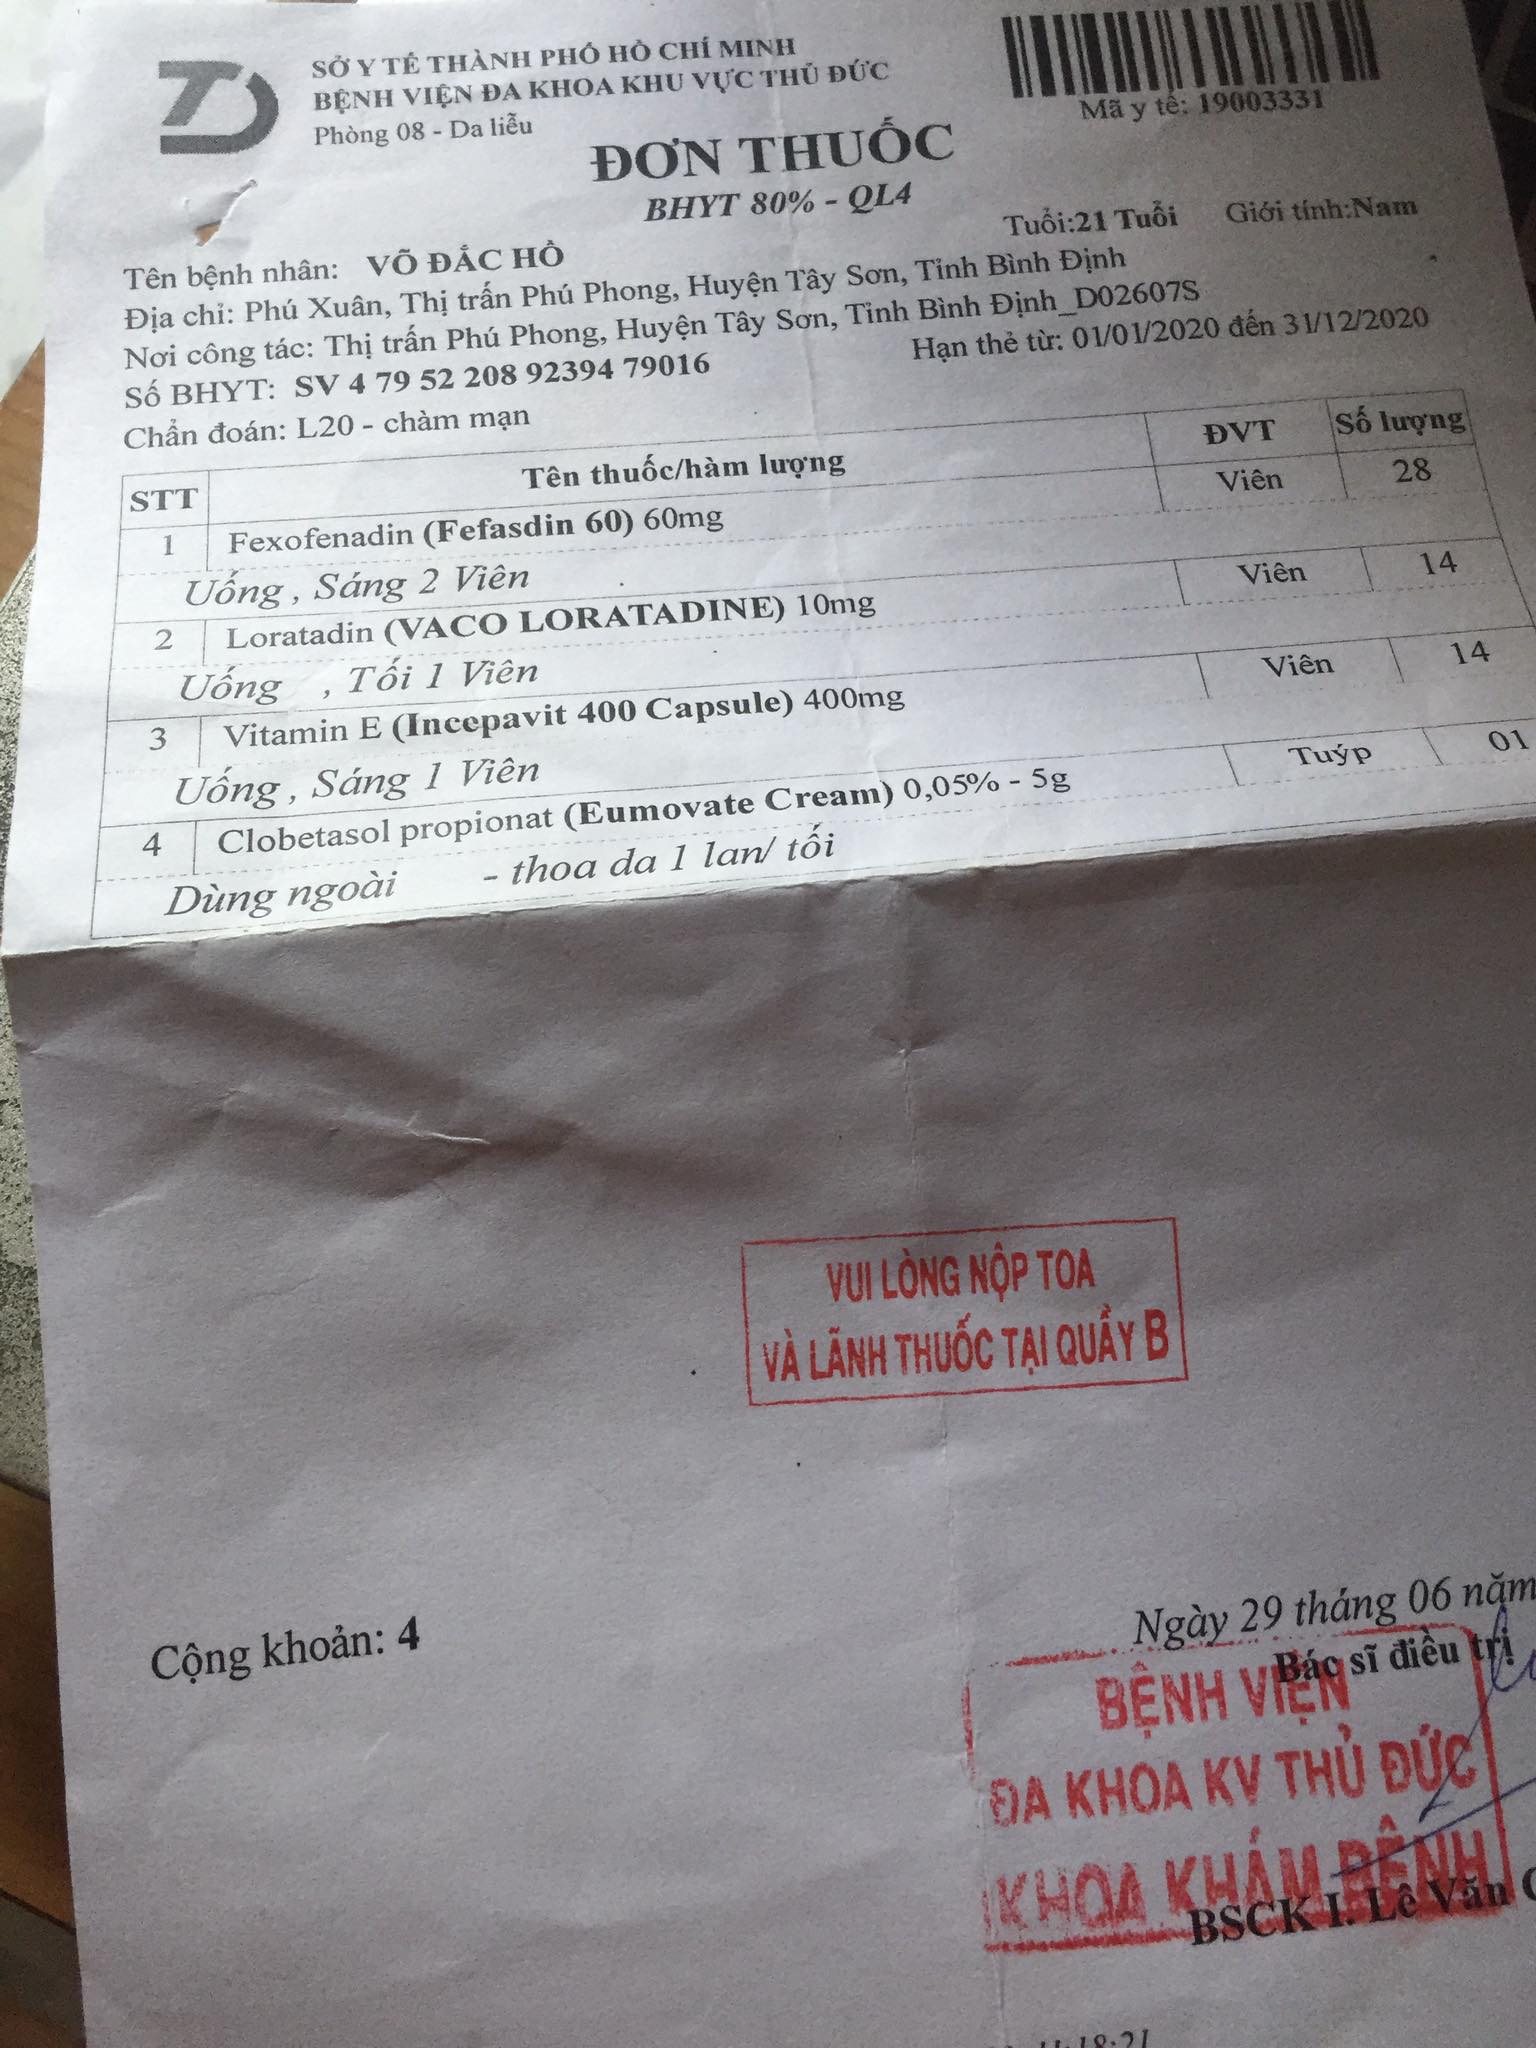 SỞ Y TẾ THÀNH PHỐ HỒ CHÍ MINH
BỆNH VIỆN ĐA KHOA KHU VỰC THỦ ĐỨC
Phòng 08 - Da liễu
Mã y tế: 19003331
ĐƠN THUỐC
BHYT 80% - QL4
Tên bệnh nhân: VÕ ĐẮC HỒ Tuổi:21 Tuổi Giới tính:Nam
Địa chỉ: Phú Xuân, Thị trấn Phú Phong, Huyện Tây Sơn, Tỉnh Bình Định
Nơi công tác: Thị trấn Phú Phong, Huyện Tây Sơn, Tỉnh Bình Định_D02607S
Số BHYT: SV 4 79 52 208 92394 79016 Hạn thẻ từ: 01/01/2020 đến 31/12/2020
Chẩn đoán: L20 - chàm mạn
STT Tên thuốc/hàm lượng ĐVT Số lượng
1 Fexofenadin (Fefasdin 60) 60mg Viên 28
Uống , Sáng 2 Viên
2 Loratadin (VACO LORATADINE) 10mg Viên 14
Uống , Tối 1 Viên
3 Vitamin E (Incepavit 400 Capsule) 400mg Viên 14
Uống , Sáng 1 Viên
4 Clobetasol propionat (Eumovate Cream) 0,05% - 5g Tuýp 01
Dùng ngoài - thoa da 1 lan/ tối
VUI LÒNG NỘP TOA
VÀ LÃNH THUỐC TẠI QUẦY B
Cộng khoản: 4
Ngày 29 tháng 06 năm
Bác sĩ điều trị
BỆNH VIỆN
ĐA KHOA KV THỦ ĐỨC
KHOA KHÁM BỆNH
BSCK I. Lê Văn